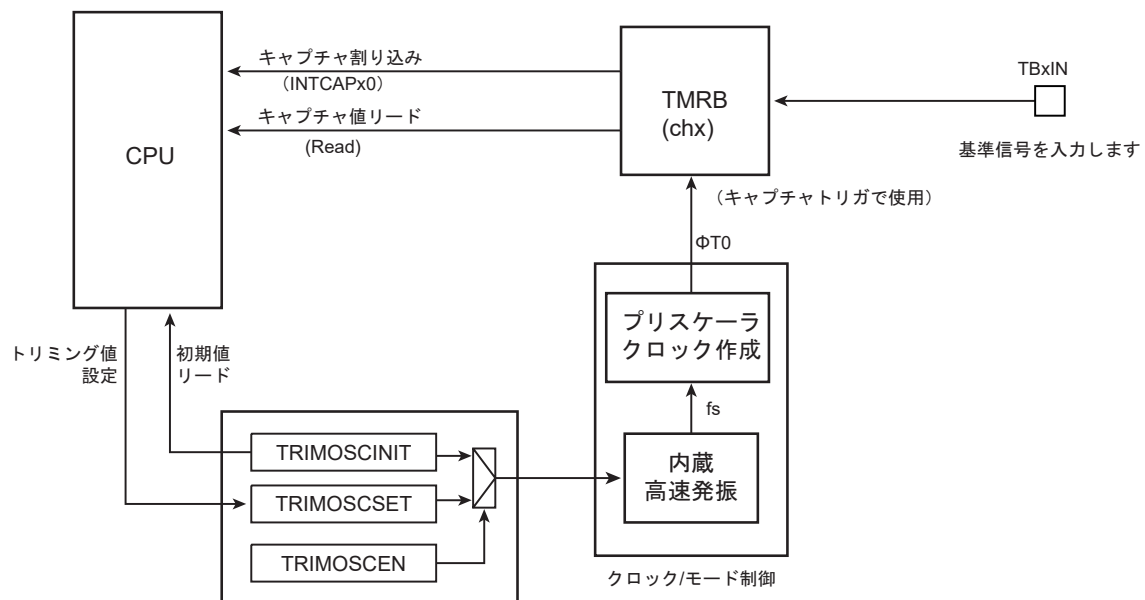 キャプチャ割り込み
（INTCAPx0）
キャプチャ値リード
(Read)
CPU
TMRB
(chx)
TBxIN
基準信号を入力します
（キャプチャトリガで使用）
ΦT0
プリスケーラ
クロック作成
fs
内蔵
高速発振
クロック/モード制御
トリミング値
設定
初期値
リード
TRIMOSCINIT
TRIMOSCSET
TRIMOSCEN